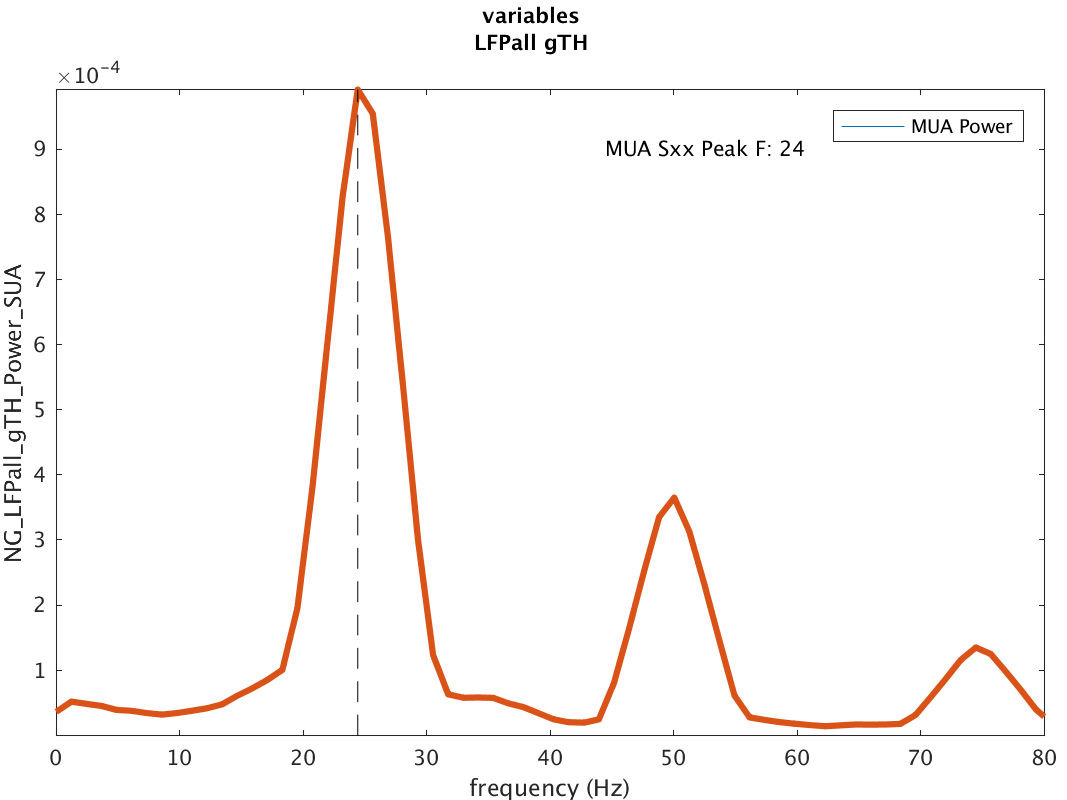 variables
LFPall gTH
×10⁻⁴
MUA Power
MUA Sxx Peak F: 24
9
8
7
6
5
4
3
2
1
NG_LFPall_gTH_Power_SUA
0 10 20 30 40 50 60 70 80
frequency (Hz)